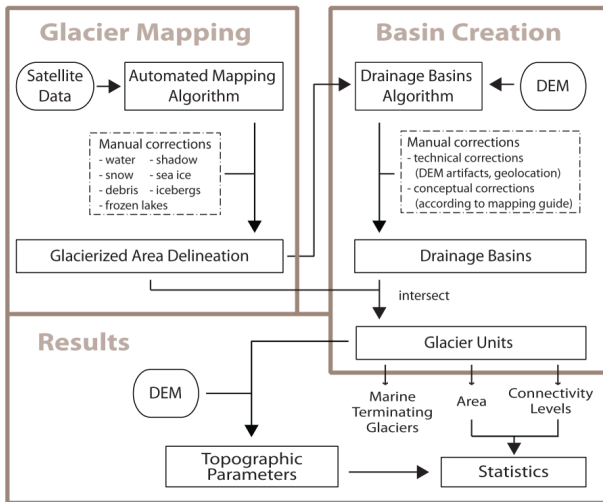 Glacier Mapping
Satellite
Data
Automated Mapping
Algorithm
Manual corrections
- water - shadow
- snow - sea ice
- debris - icebergs
- frozen lakes
Glacierized Area Delineation
Basin Creation
Drainage Basins
Algorithm
DEM
Manual corrections
- technical corrections
(DEM artifacts, geolocation)
- conceptual corrections
(according to mapping guide)
Drainage Basins
intersect
Glacier Units
Results
DEM
Marine
Terminating
Glaciers
Area
Connectivity
Levels
Topographic
Parameters
Statistics